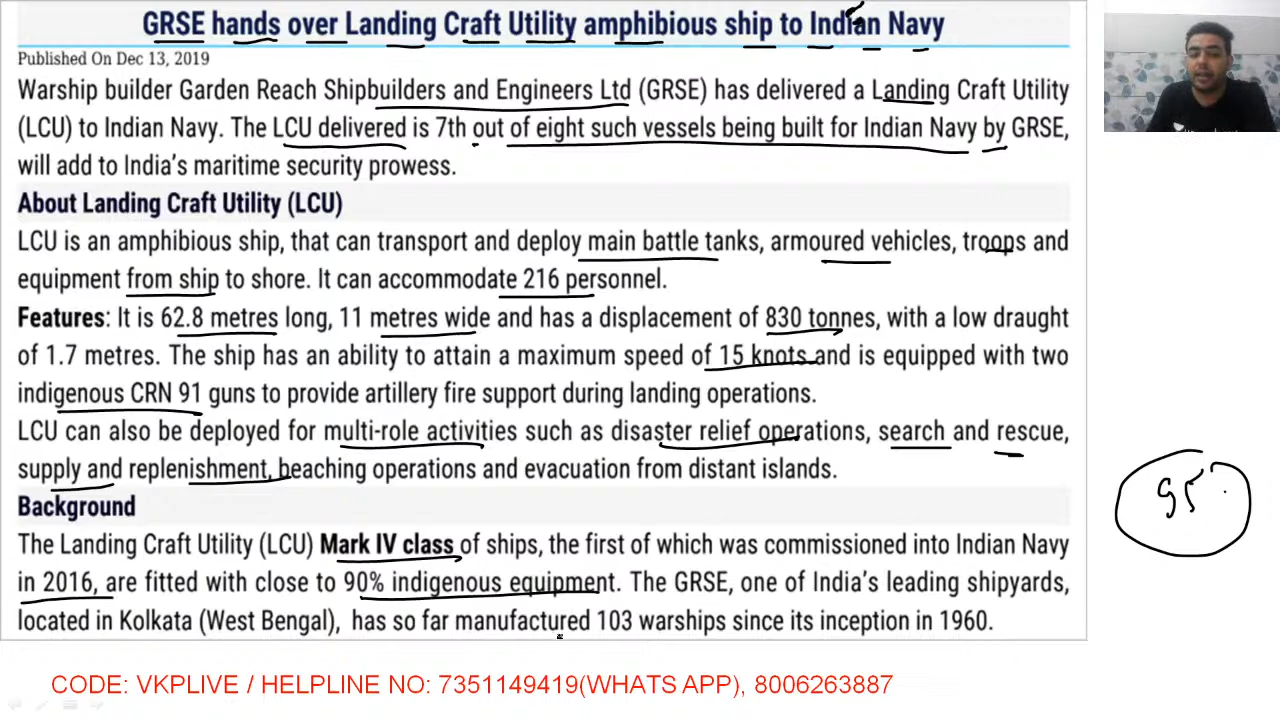 GRSE hands over Landing Craft Utility amphibious ship to Indian Navy
Published On Dec 13, 2019
Warship builder Garden Reach Shipbuilders and Engineers Ltd (GRSE) has delivered a Landing Craft Utility
(LCU) to Indian Navy. The LCU delivered is 7th out of eight such vessels being built for Indian Navy by GRSE,
will add to India's maritime security prowess.
About Landing Craft Utility (LCU)
LCU is an amphibious ship, that can transport and deploy main battle tanks, armoured vehicles, troops and
equipment from ship to shore. It can accommodate 216 personnel.
Features: It is 62.8 metres long, 11 metres wide and has a displacement of 830 tonnes, with a low draught
of 1.7 metres. The ship has an ability to attain a maximum speed of 15 knots and is equipped with two
indigenous CRN 91 guns to provide artillery fire support during landing operations.
LCU can also be deployed for multi-role activities such as disaster relief operations, search and rescue,
supply and replenishment, beaching operations and evacuation from distant islands.
Background
The Landing Craft Utility (LCU) Mark IV class of ships, the first of which was commissioned into Indian Navy
in 2016, are fitted with close to 90% indigenous equipment. The GRSE, one of India's leading shipyards,
located in Kolkata (West Bengal), has so far manufactured 103 warships since its inception in 1960.
CODE: VKPLIVE / HELPLINE NO: 7351149419(WHATS APP), 8006263887